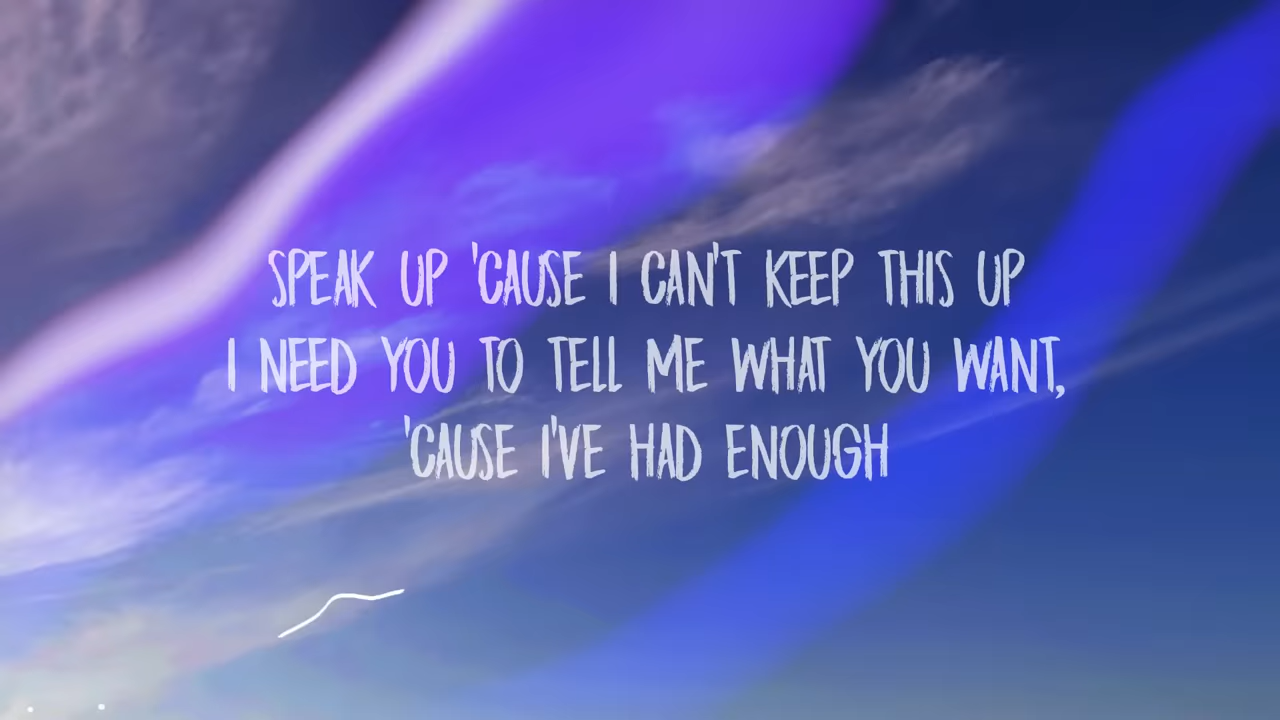 SPEAK UP 'CAUSE I CAN'T KEEP THIS UP
I NEED YOU TO TELL ME WHAT YOU WANT,
'CAUSE I'VE HAD ENOUGH